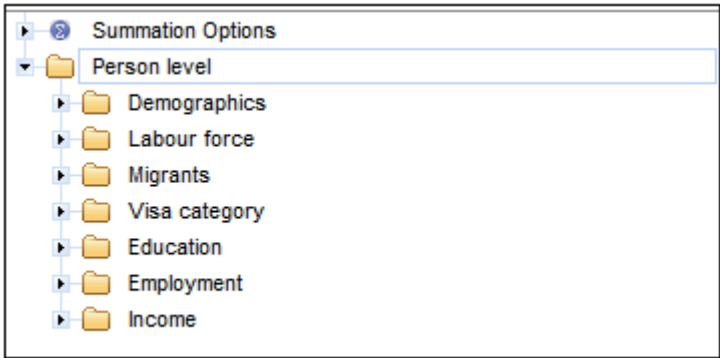 Summation Options
Person level
Demographics
Labour force
Migrants
Visa category
Education
Employment
Income